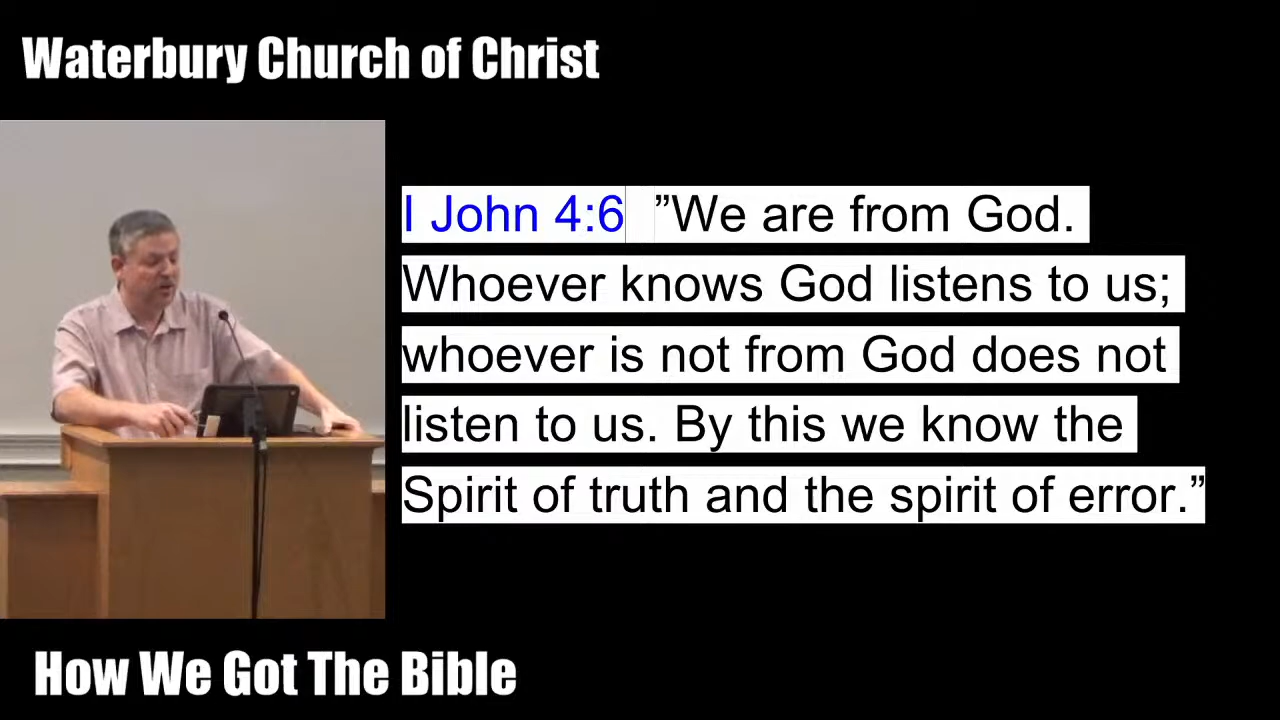 Waterbury Church of Christ
I John 4:6 ”We are from God.
Whoever knows God listens to us;
whoever is not from God does not
listen to us. By this we know the
Spirit of truth and the spirit of error.”
How We Got The Bible